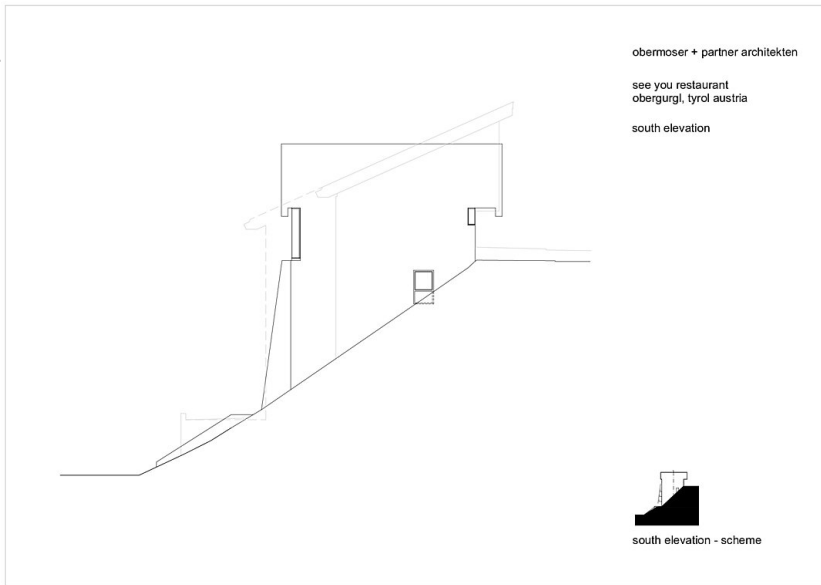 obermoser + partner architekten
see you restaurant
obergurgl, tyrol austria
south elevation
south elevation - scheme